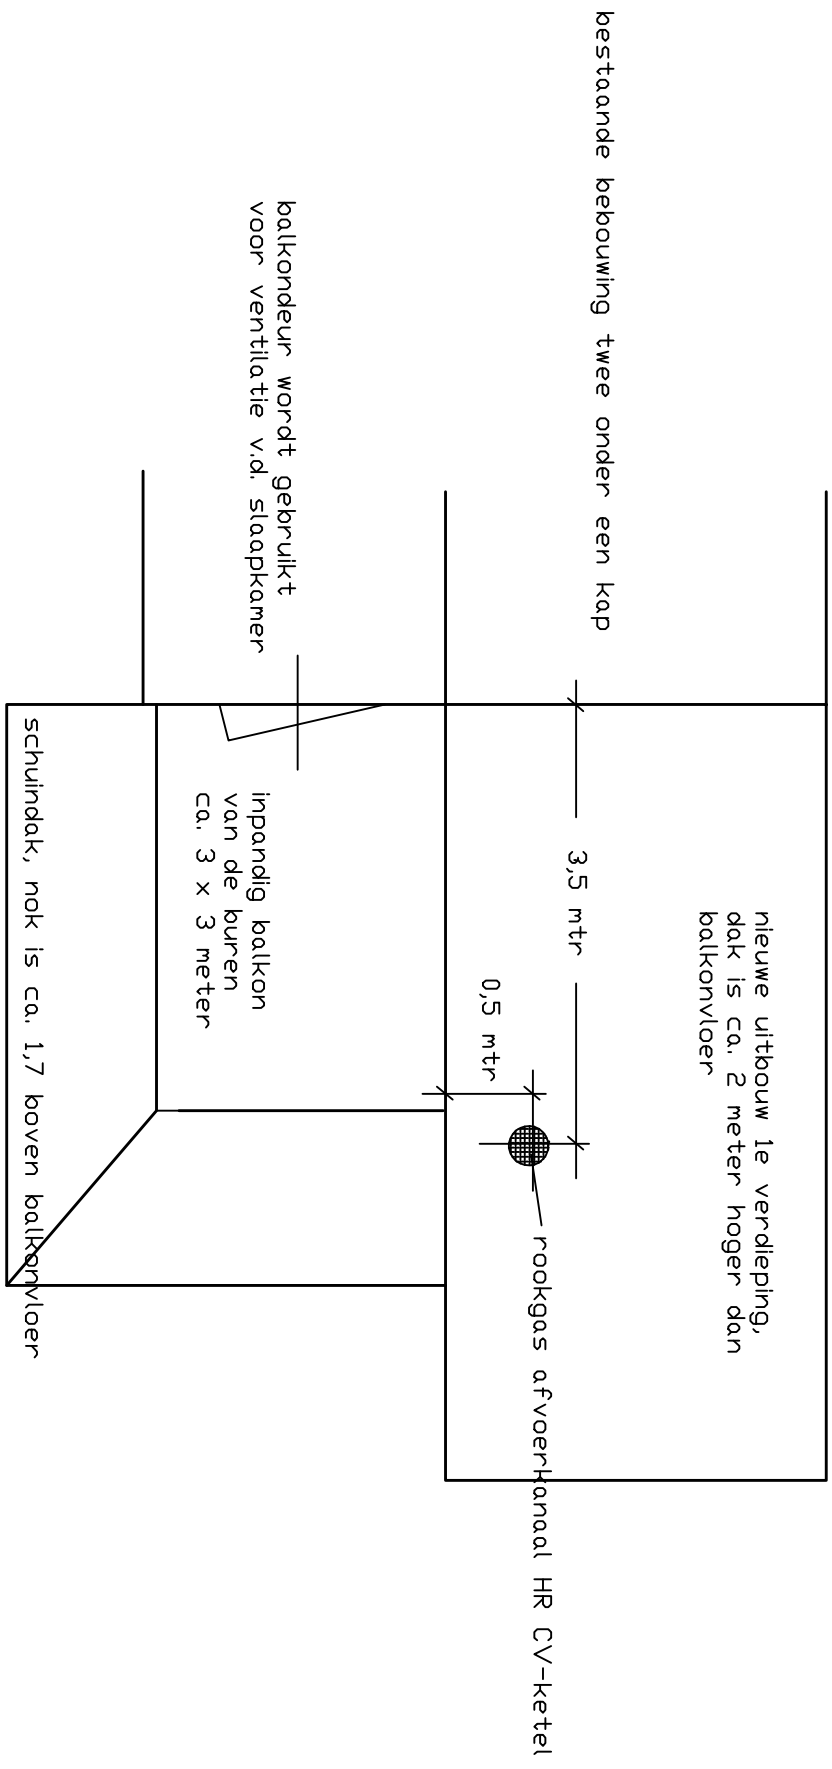 bestaande bebouwing twee onder een kap
balkondeur wordt gebruikt
voor ventilatie v.d. slaapkamer
nieuwe uitbouw 1e verdieping,
dak is ca. 2 meter hoger dan
balkonvloer
3,5 mtr
0,5 mtr
rookgas afvoerkanaal HR CV-ketel
inpandig balkon
van de buren
ca. 3 x 3 meter
schuindak, nok is ca. 1,7 boven balkonvloer